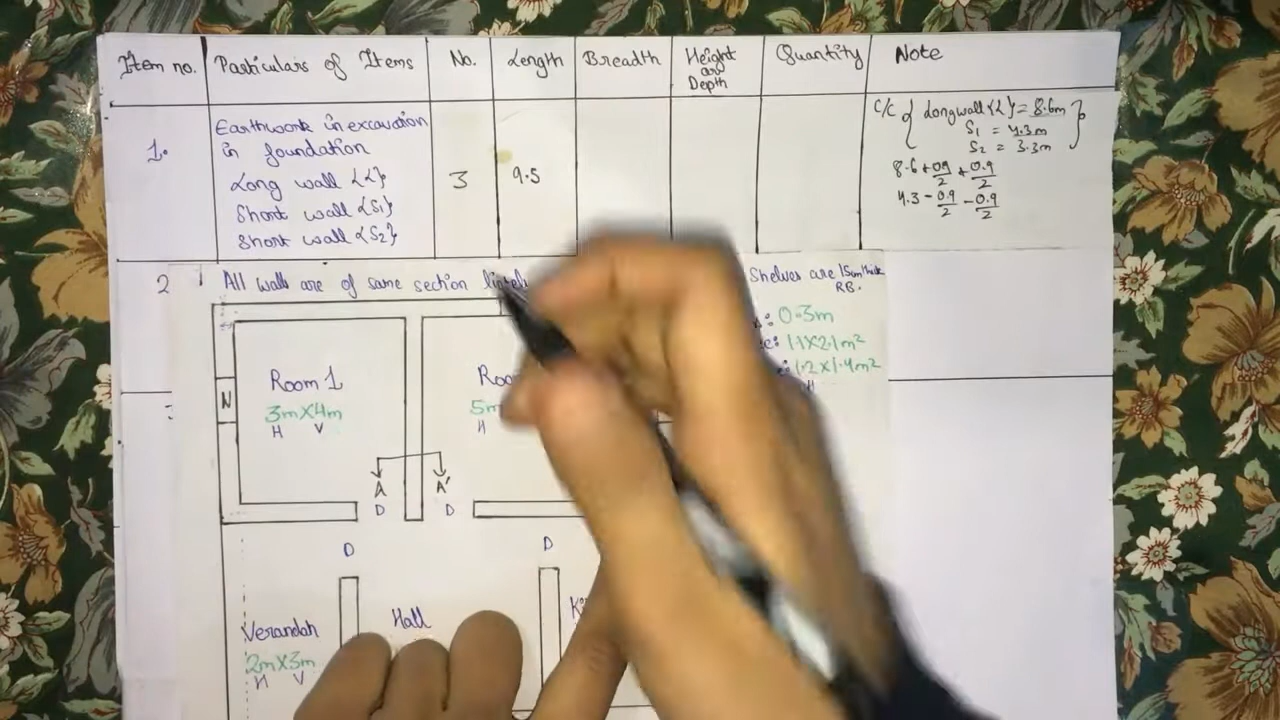 Item no. Particulars of Items No. Length Breadth Height or Depth Quantity Note
1.
Earthwork in excavation
in foundation
Long wall {L}
Short wall {S1}
Short wall {S2}
3
9.5
C/C { Long wall {L} = 8.6m
S1 = 4.3m
S2 = 3.3m }
8.6+0.9/2+0.9/2
4.3-0.9/2-0.9/2
2
All walls are of same section
Shelves are 15cm thick
RB.
: 0.3m
: 1.1X2.1m²
: 1.2X1.4m²
H
Room 1
3mX4m
H V
5m
H
N
A A'
D D
D D
Verandah
2mX3m
H V
Hall